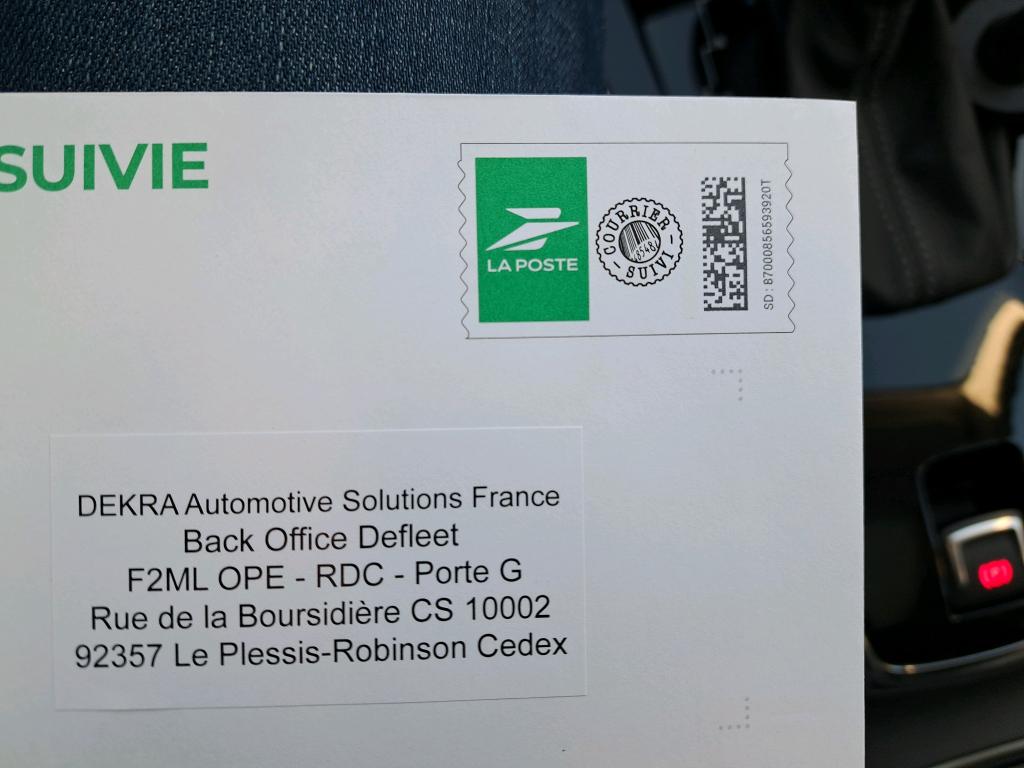 SUIVIE
LA POSTE
COURRIER
8548
SUIVI
SD : 87000856593920T
DEKRA Automotive Solutions France
Back Office Defleet
F2ML OPE - RDC - Porte G
Rue de la Boursidière CS 10002
92357 Le Plessis-Robinson Cedex
(P)